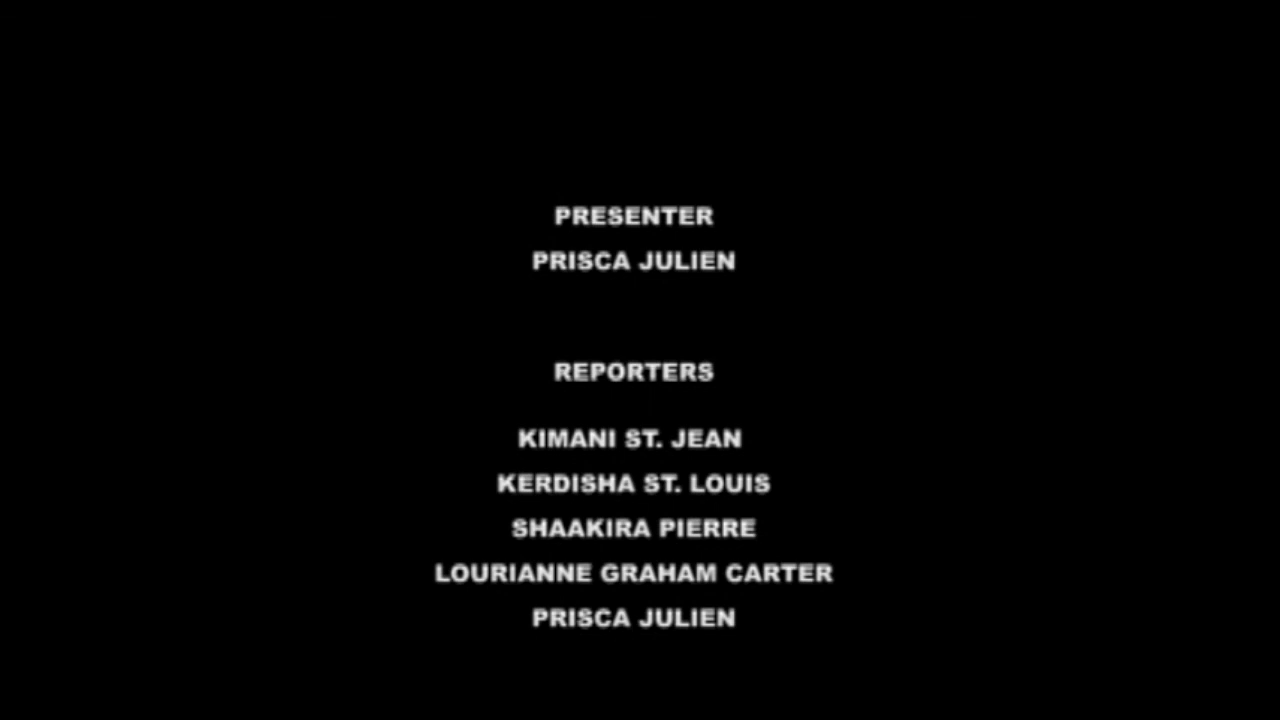 PRESENTER
PRISCA JULIEN
REPORTERS
KIMANI ST. JEAN
KERDISHA ST. LOUIS
SHAAKIRA PIERRE
LOURIANNE GRAHAM CARTER
PRISCA JULIEN